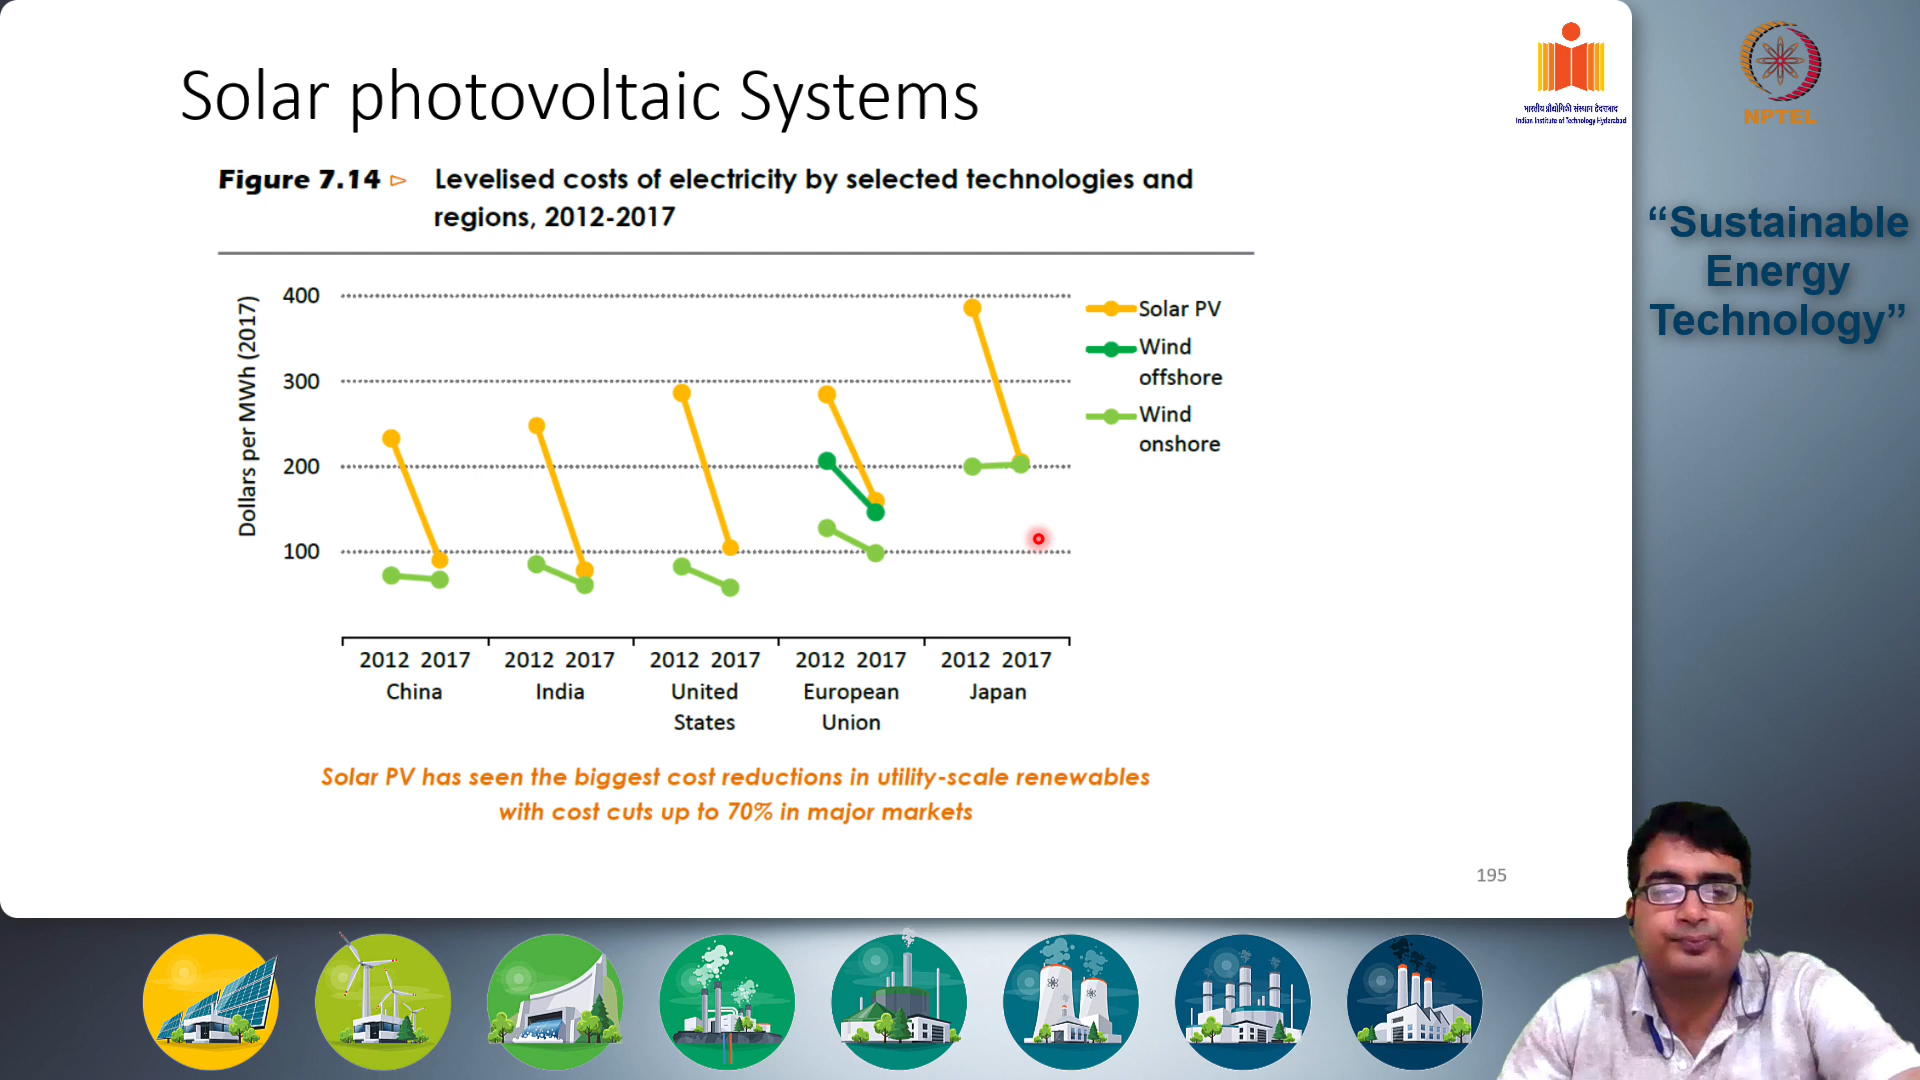 Solar photovoltaic Systems
भारतीय प्रौद्योगिकी संस्थान हैदराबाद
Indian Institute of Technology Hyderabad
NPTEL
“Sustainable
Energy
Technology”
Figure 7.14 ▻ Levelised costs of electricity by selected technologies and
regions, 2012-2017
Dollars per MWh (2017)
400
300
200
100
Solar PV
Wind
offshore
Wind
onshore
2012 2017 2012 2017 2012 2017 2012 2017 2012 2017
China India United European Japan
States Union
Solar PV has seen the biggest cost reductions in utility-scale renewables
with cost cuts up to 70% in major markets
195